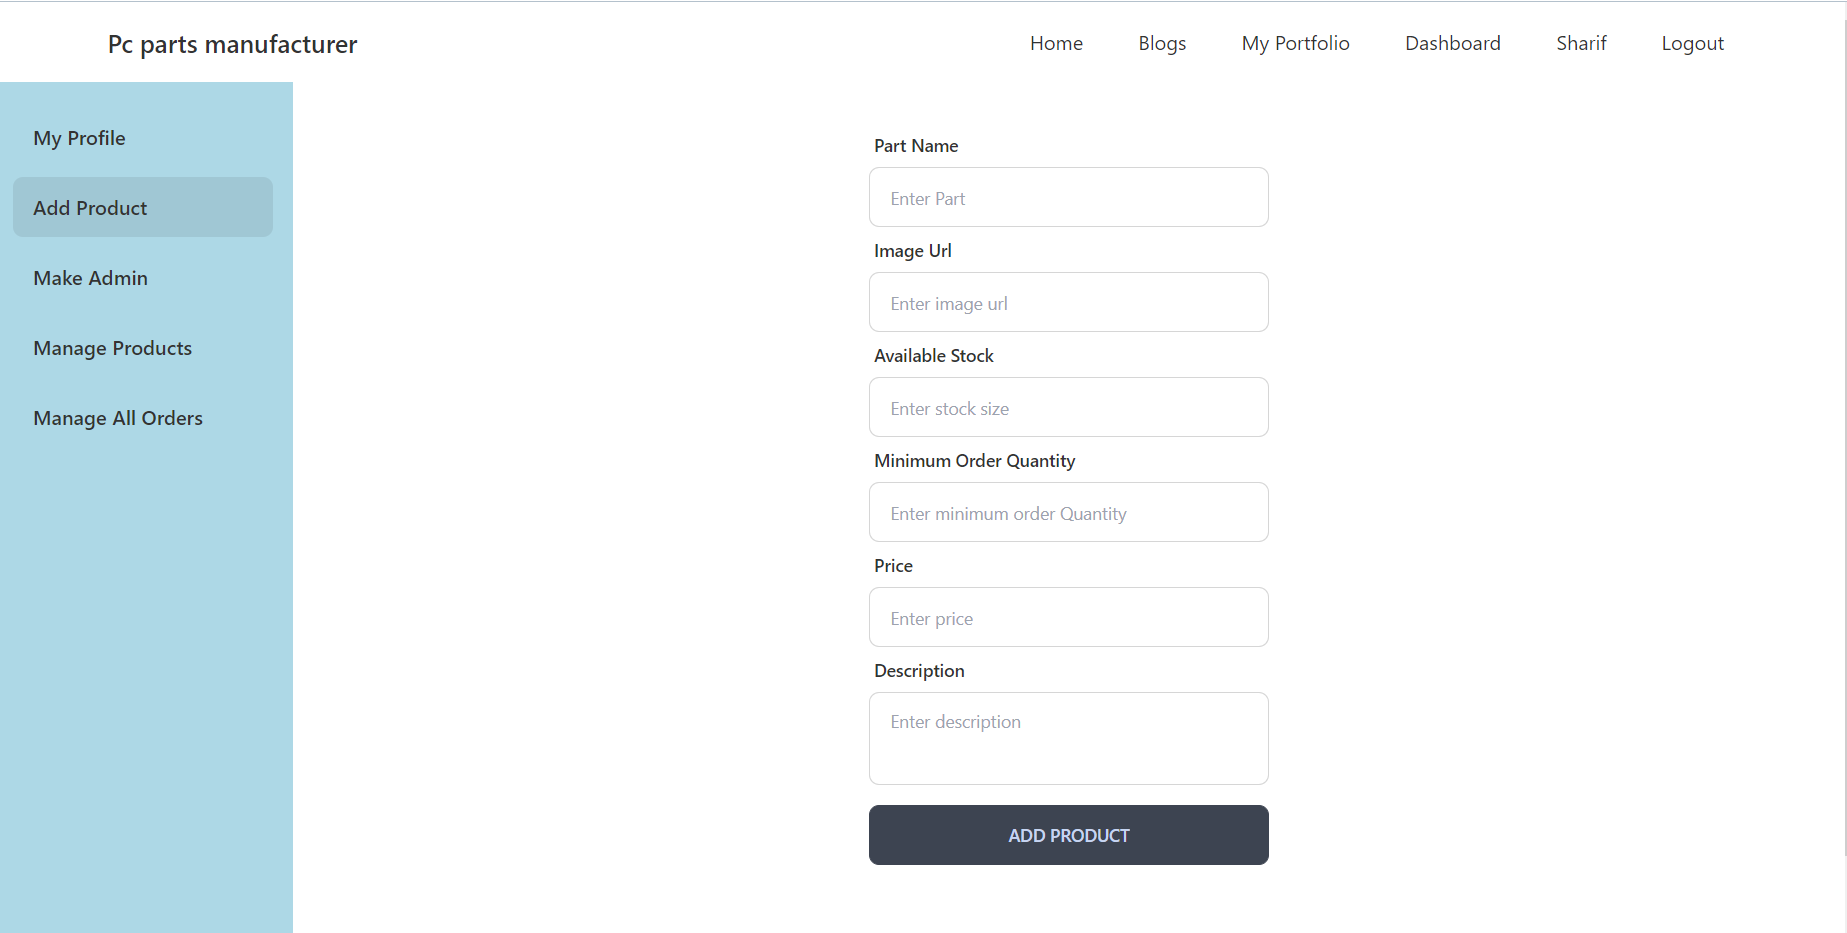 Pc parts manufacturer
Home Blogs My Portfolio Dashboard Sharif Logout
My Profile
Add Product
Make Admin
Manage Products
Manage All Orders
Part Name
Enter Part
Image Url
Enter image url
Available Stock
Enter stock size
Minimum Order Quantity
Enter minimum order Quantity
Price
Enter price
Description
Enter description
ADD PRODUCT